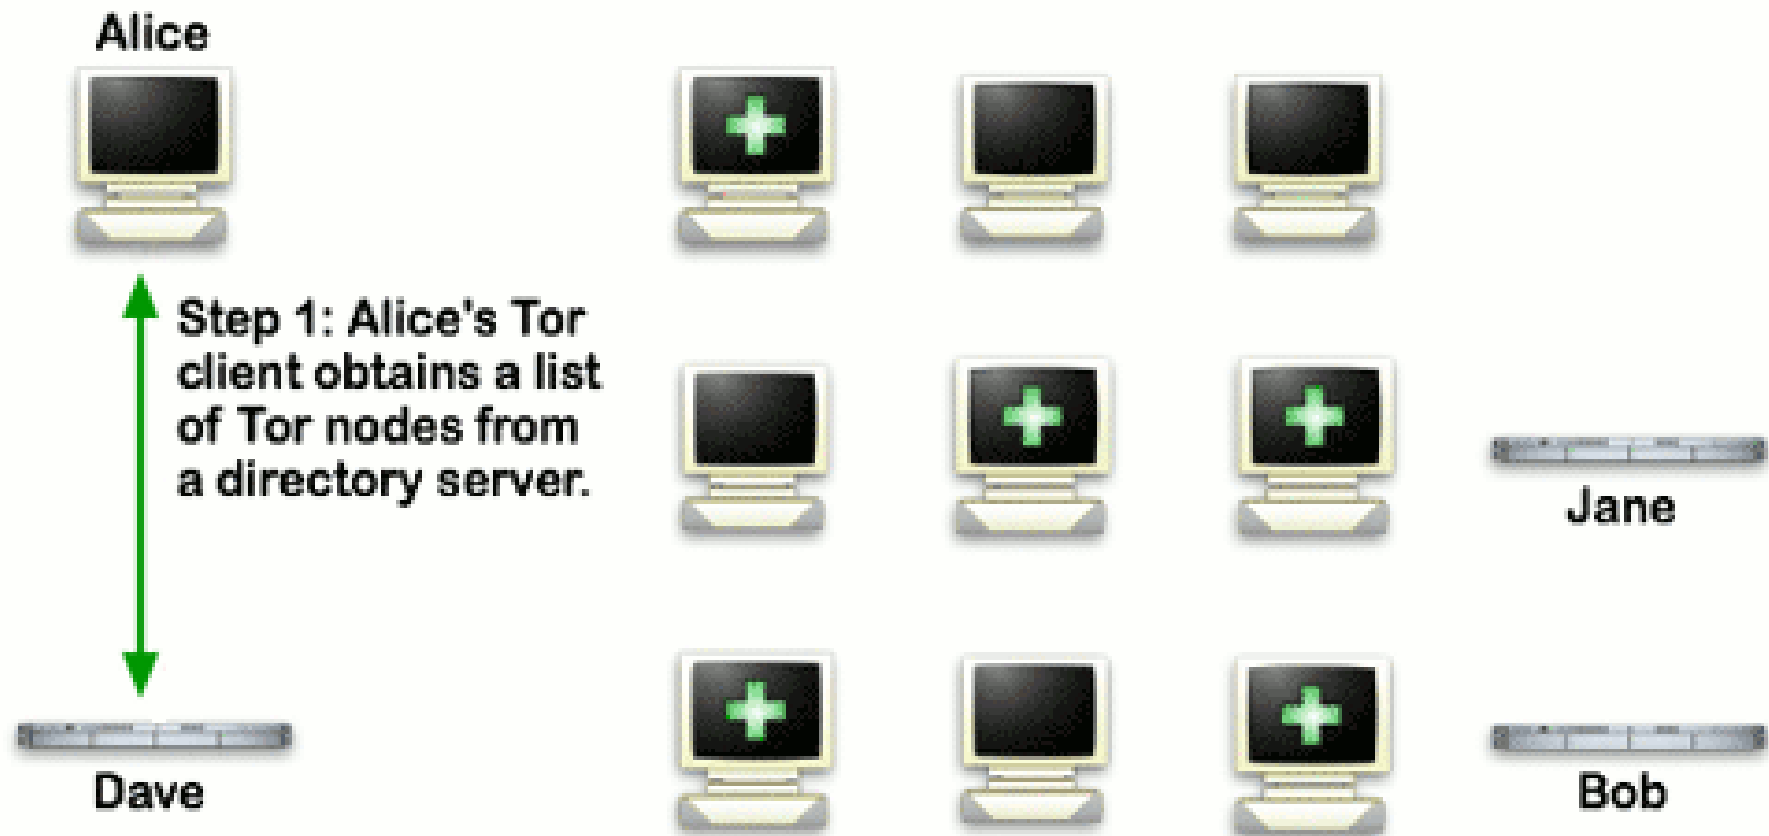 Alice
Step 1: Alice's Tor
client obtains a list
of Tor nodes from
a directory server.
Jane
Dave
Bob